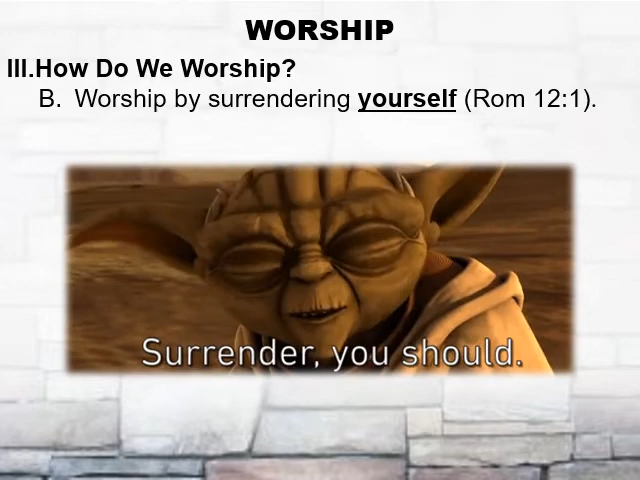 WORSHIP
III.How Do We Worship?
B. Worship by surrendering yourself (Rom 12:1).
Surrender, you should.